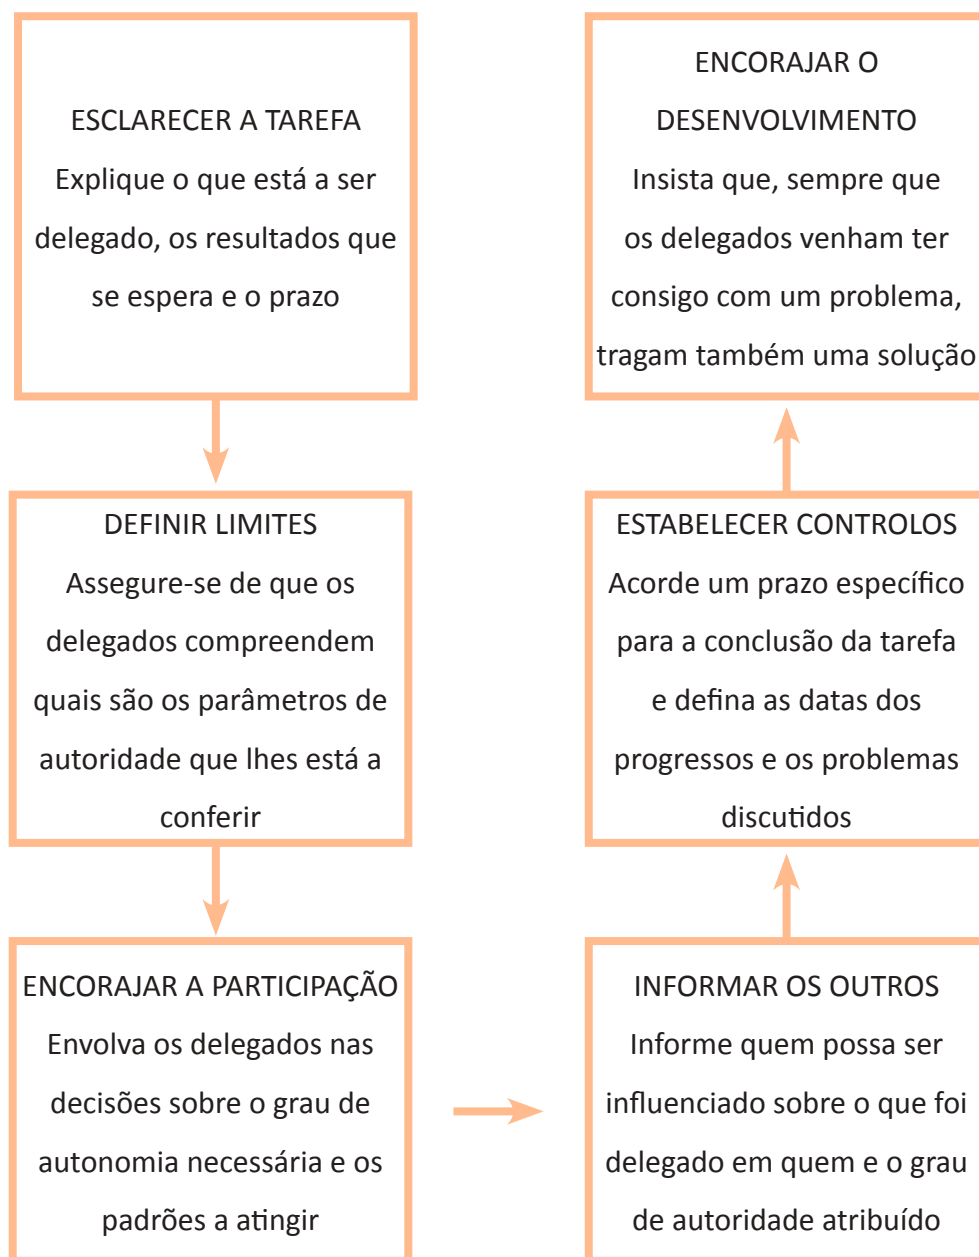 ESCLARECER A TAREFA
Explique o que está a ser
delegado, os resultados que
se espera e o prazo
DEFINIR LIMITES
Assegure-se de que os
delegados compreendem
quais são os parâmetros de
autoridade que lhes está a
conferir
ENCORAJAR A PARTICIPAÇÃO
Envolva os delegados nas
decisões sobre o grau de
autonomia necessária e os
padrões a atingir
INFORMAR OS OUTROS
Informe quem possa ser
influenciado sobre o que foi
delegado em quem e o grau
de autoridade atribuído
ESTABELECER CONTROLOS
Acorde um prazo específico
para a conclusão da tarefa
e defina as datas dos
progressos e os problemas
discutidos
ENCORAJAR O
DESENVOLVIMENTO
Insista que, sempre que
os delegados venham ter
consigo com um problema,
tragam também uma solução